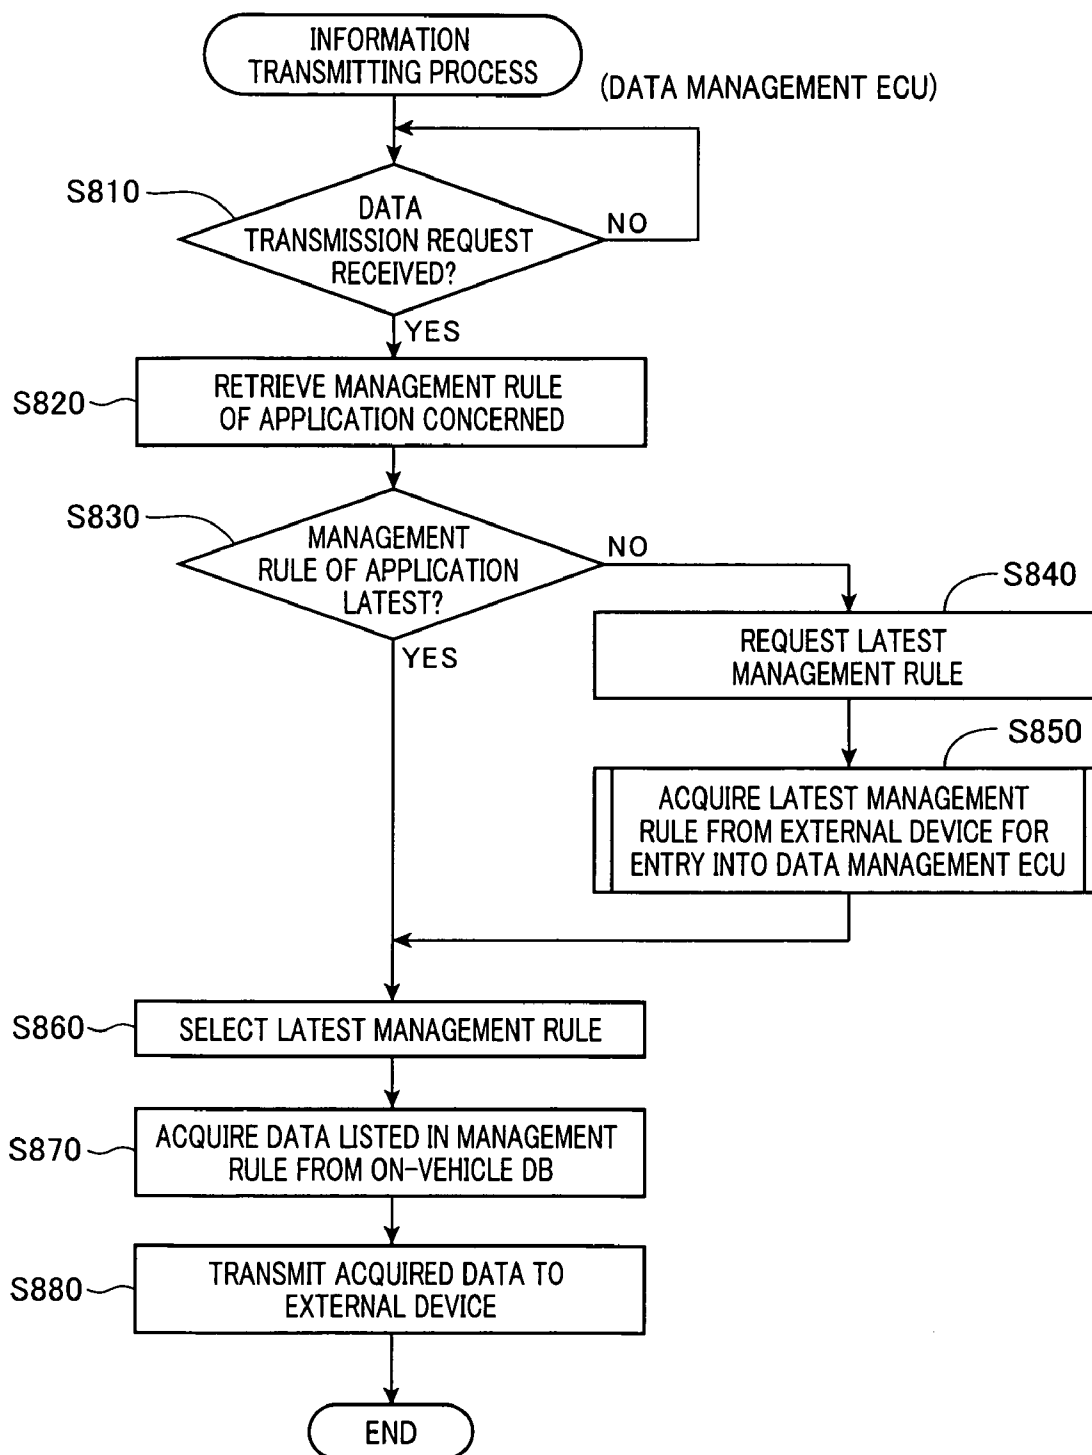 INFORMATION
TRANSMITTING PROCESS
(DATA MANAGEMENT ECU)
S810
DATA
TRANSMISSION REQUEST
RECEIVED?
NO
YES
S820
RETRIEVE MANAGEMENT RULE
OF APPLICATION CONCERNED
S830
MANAGEMENT
RULE OF APPLICATION
LATEST?
NO
YES
S840
REQUEST LATEST
MANAGEMENT RULE
S850
ACQUIRE LATEST MANAGEMENT
RULE FROM EXTERNAL DEVICE FOR
ENTRY INTO DATA MANAGEMENT ECU
S860
SELECT LATEST MANAGEMENT RULE
S870
ACQUIRE DATA LISTED IN MANAGEMENT
RULE FROM ON-VEHICLE DB
S880
TRANSMIT ACQUIRED DATA TO
EXTERNAL DEVICE
END